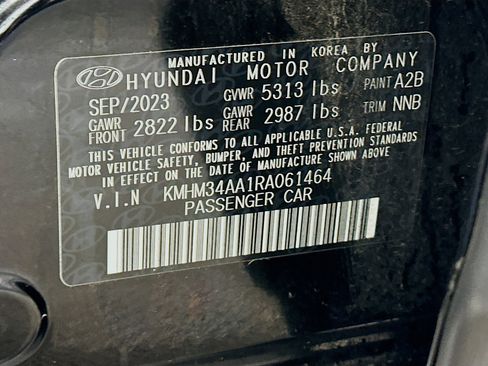 MANUFACTURED IN KOREA BY
HYUNDAI MOTOR COMPANY
SEP/2023 GVWR 5313 lbs PAINT A2B
GAWR FRONT 2822 lbs GAWR REAR 2987 lbs TRIM NNB
THIS VEHICLE CONFORMS TO ALL APPLICABLE U.S.A. FEDERAL
MOTOR VEHICLE SAFETY, BUMPER, AND THEFT PREVENTION STANDARDS
IN EFFECT ON THE DATE OF MANUFACTURE SHOWN ABOVE.
V.I.N KMHM34AA1RA061464
PASSENGER CAR